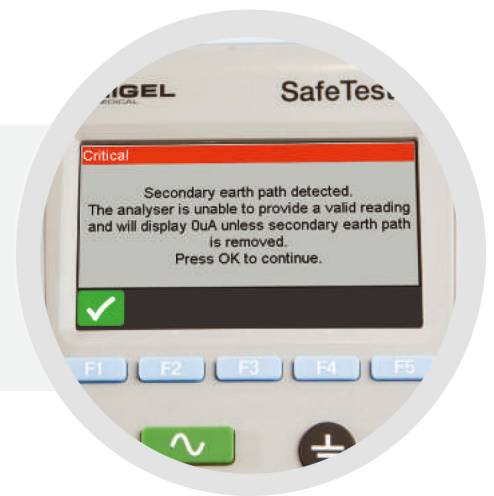 SafeTest
MEDICAL
Critical
Secondary earth path detected.
The analyser is unable to provide a valid reading
and will display 0uA unless secondary earth path
is removed.
Press OK to continue.
F1 F2 F3 F4 F5